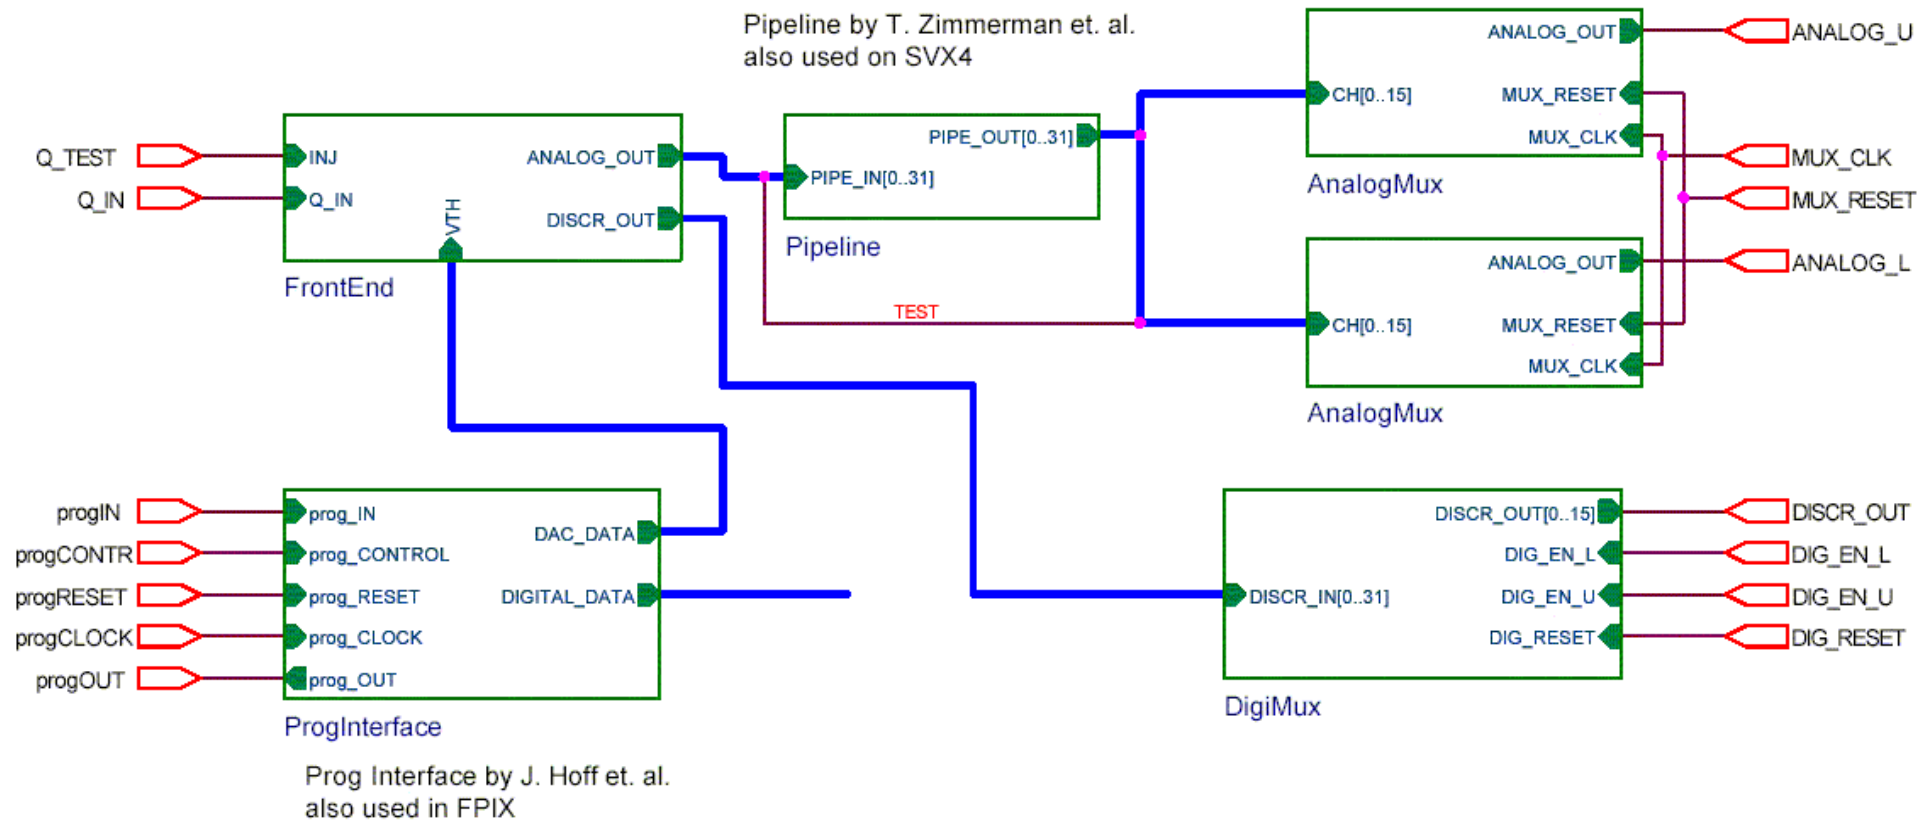 Pipeline by T. Zimmerman et. al.
also used on SVX4
Q_TEST
Q_IN
INJ
Q_IN
VTH
ANALOG_OUT
DISCR_OUT
FrontEnd
PIPE_OUT[0..31]
PIPE_IN[0..31]
Pipeline
TEST
ANALOG_OUT
CH[0..15]
MUX_RESET
MUX_CLK
AnalogMux
ANALOG_U
MUX_CLK
MUX_RESET
ANALOG_L
ANALOG_OUT
CH[0..15]
MUX_RESET
MUX_CLK
AnalogMux
progIN
progCONTR
progRESET
progCLOCK
progOUT
prog_IN
prog_CONTROL
prog_RESET
prog_CLOCK
prog_OUT
DAC_DATA
DIGITAL_DATA
ProgInterface
Prog Interface by J. Hoff et. al.
also used in FPIX
DISCR_IN[0..31]
DISCR_OUT[0..15]
DIG_EN_L
DIG_EN_U
DIG_RESET
DigiMux
DISCR_OUT
DIG_EN_L
DIG_EN_U
DIG_RESET